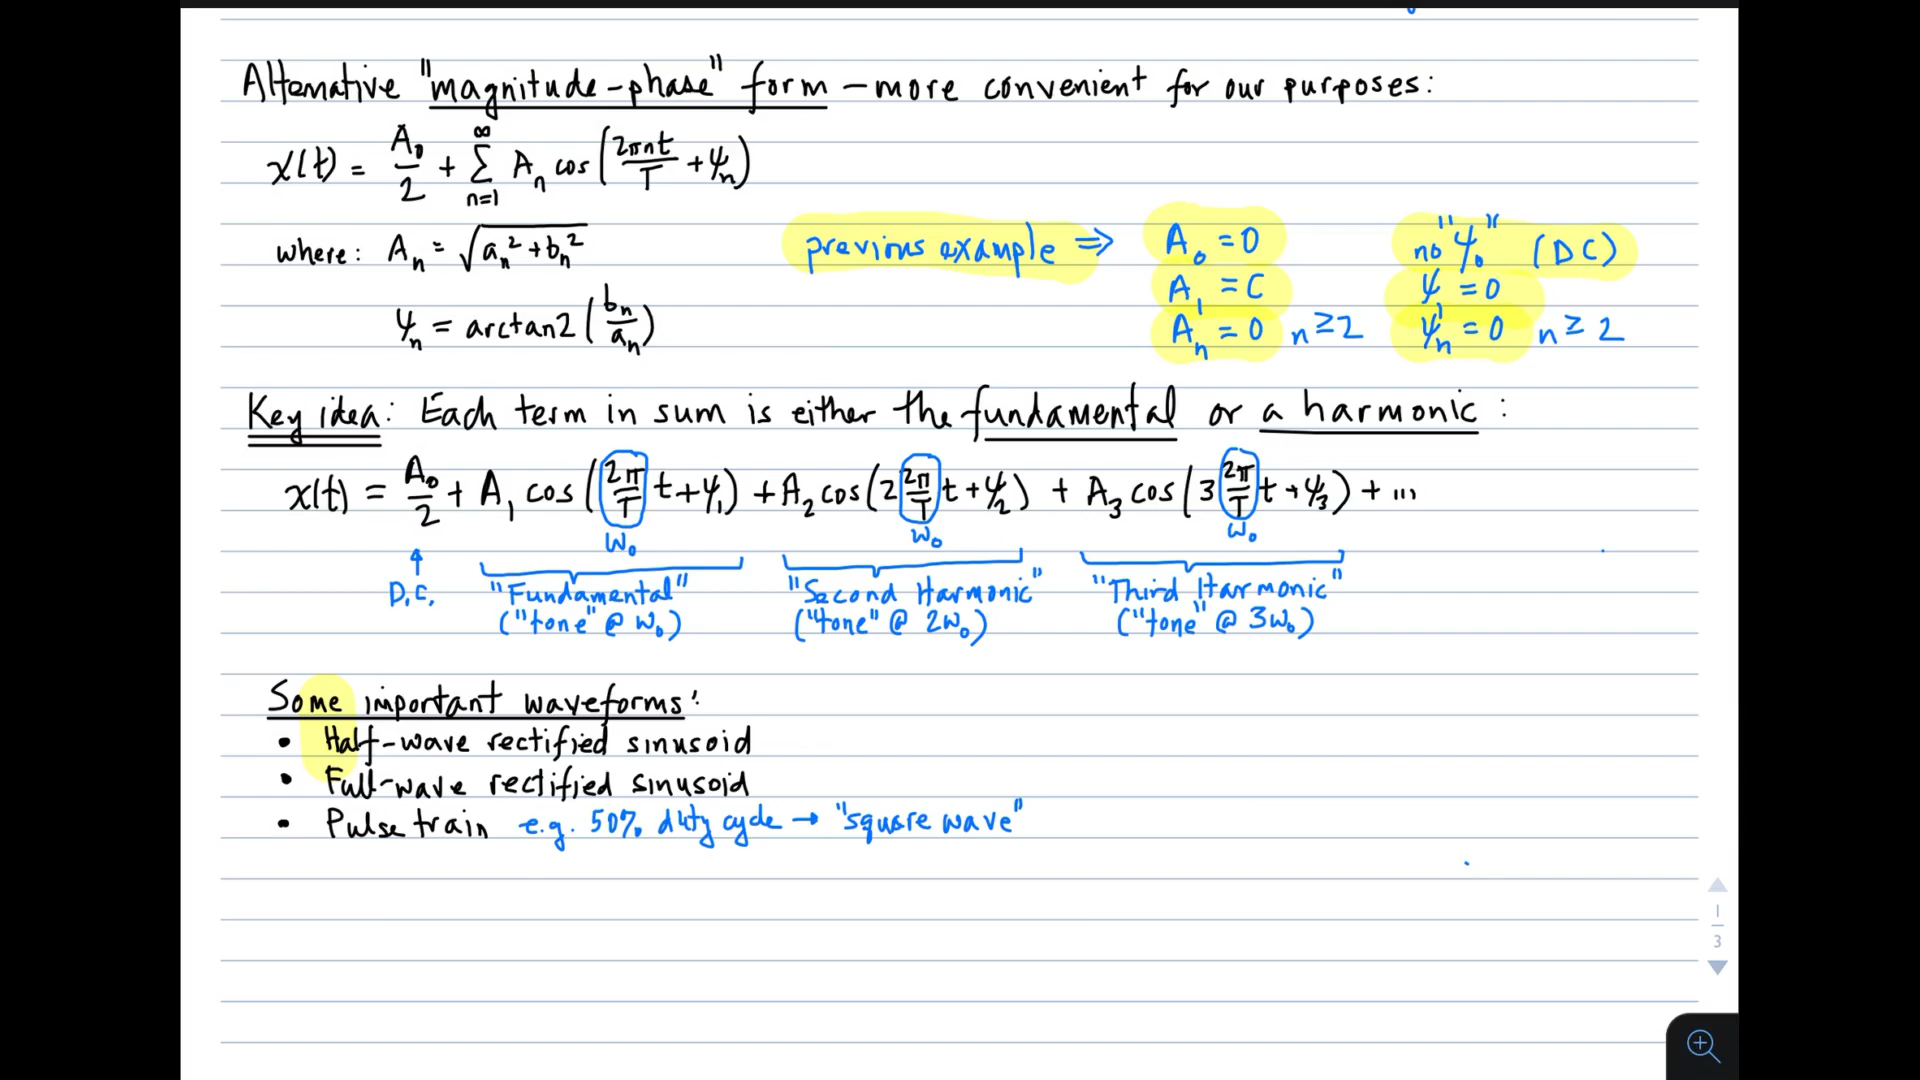 Alternative "magnitude-phase" form – more convenient for our purposes:
x(t) = A₀/2 + ∑_{n=1}^{∞} Aₙ cos(2πnt/T + ψₙ)
where: Aₙ = √(aₙ² + bₙ²)
previous example ⇒ A₀ = 0 no "ψ₀" (DC)
A₁ = C ψ₁ = 0
ψₙ = arctan2(bₙ/aₙ)
Aₙ = 0 n ≥ 2 ψₙ = 0 n ≥ 2
Key idea: Each term in sum is either the fundamental or a harmonic:
x(t) = A₀/2 + A₁ cos(2π/T t + ψ₁) + A₂ cos(2 2π/T t + ψ₂) + A₃ cos(3 2π/T t + ψ₃) + ...
ω₀ ω₀ ω₀
D.C. "Fundamental" "Second Harmonic" "Third Harmonic"
("tone" @ ω₀) ("tone" @ 2ω₀) ("tone" @ 3ω₀)
Some important waveforms:
• Half-wave rectified sinusoid
• Full-wave rectified sinusoid
• Pulse train e.g. 50% duty cycle → "square wave"
1
3